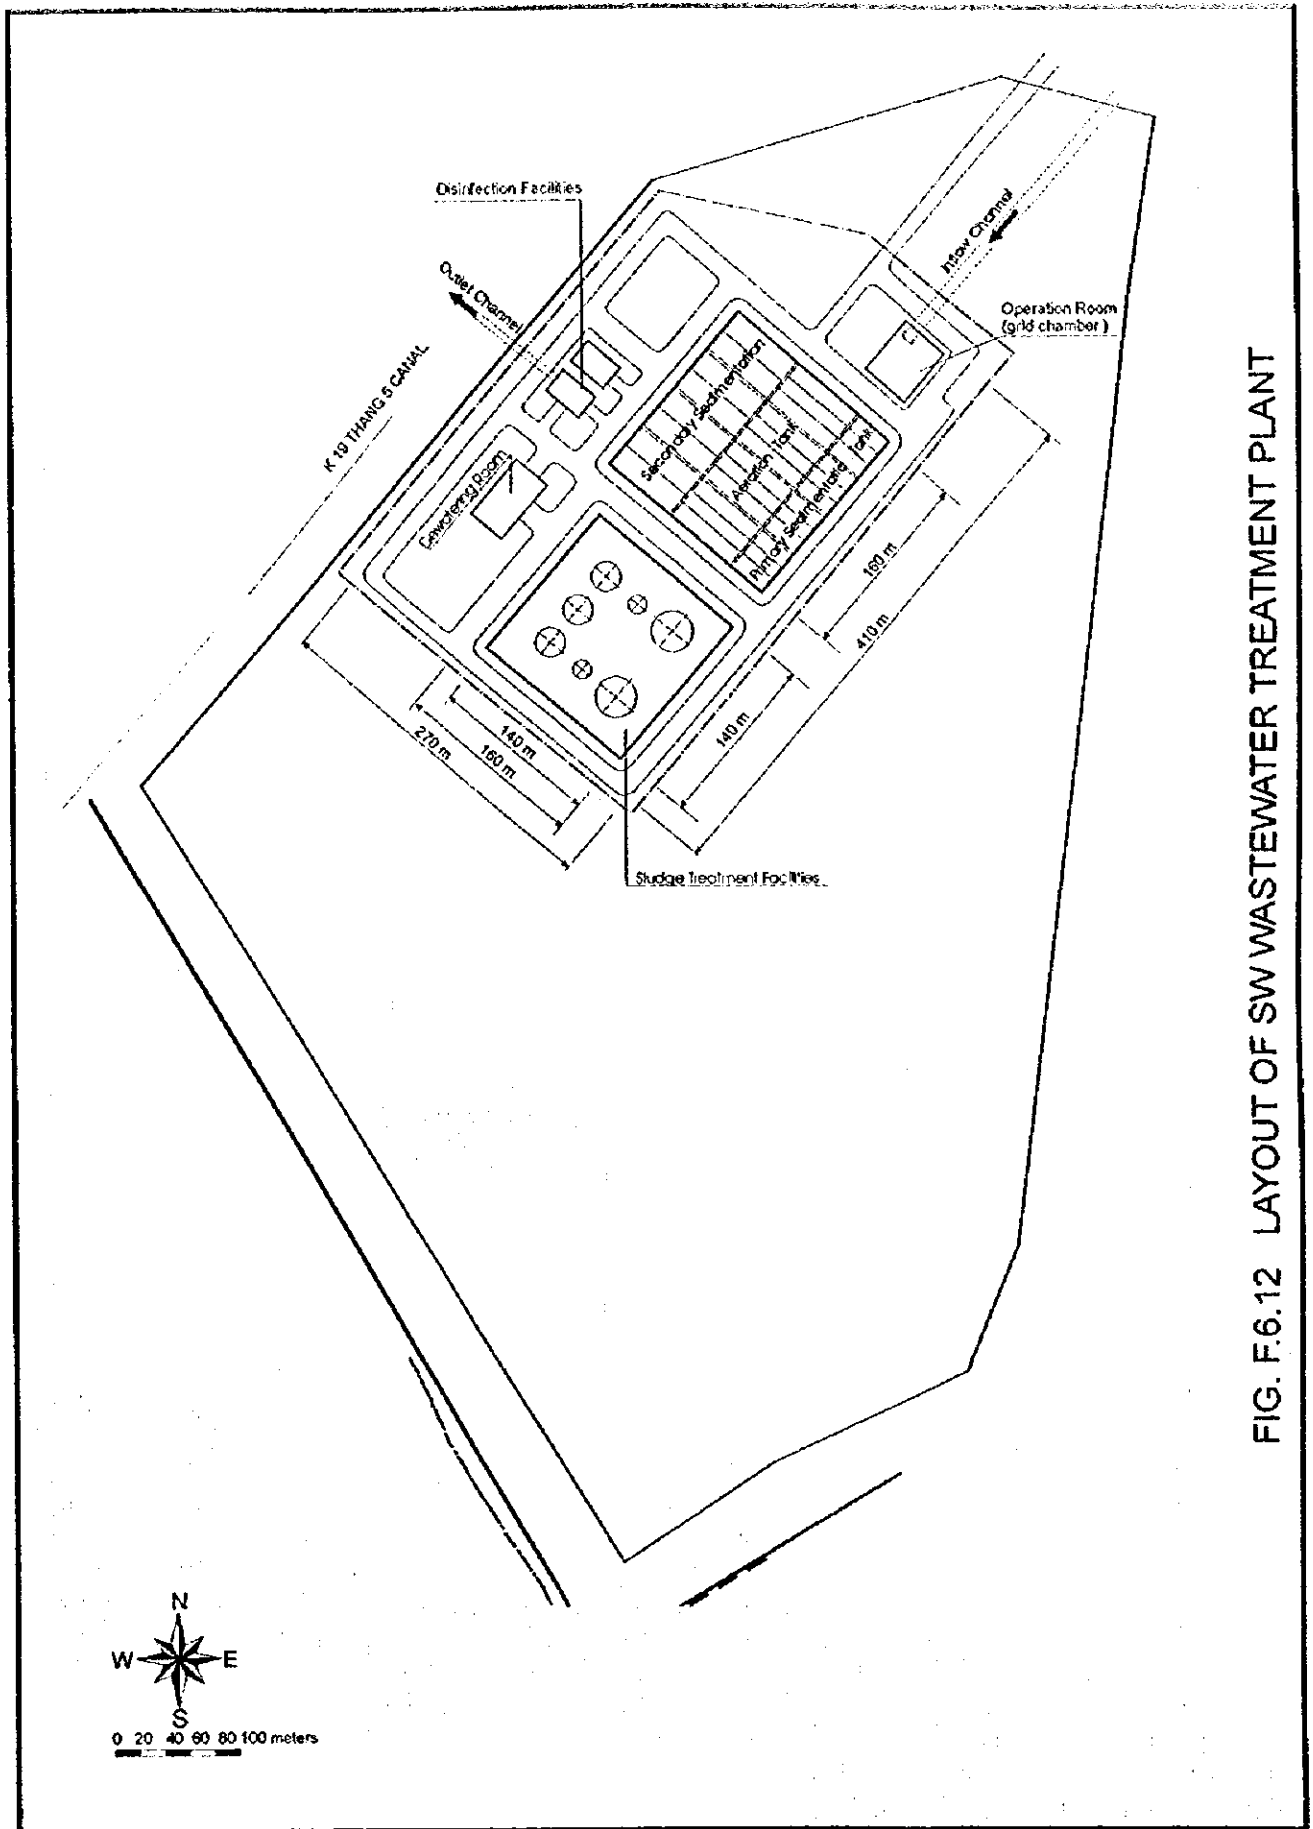 Disinfection Facilities
Outlet Channel
K 19 THANG 5 CANAL
Inflow Channel
Operation Room
(grid chamber)
Dewatering Room
Secondary Sedimentation
Aeration Tank
Primary Sedimentatio Tank
160 m
410 m
140 m
140 m
160 m
270 m
Sludge Treatment Facilities
FIG. F.6.12 LAYOUT OF SW WASTEWATER TREATMENT PLANT
N
W E
S
0 20 40 60 80 100 meters